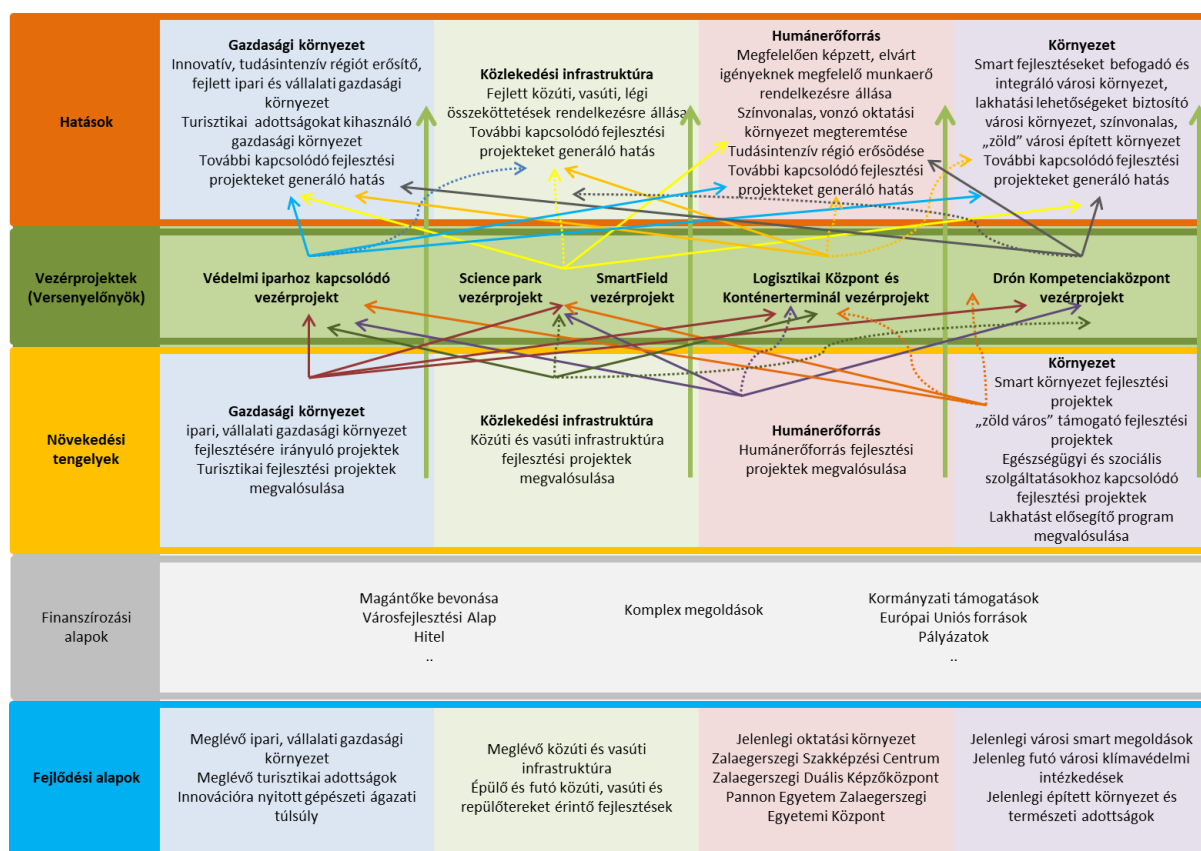 Hatások
Gazdasági környezet
Innovatív, tudásintenzív régiót erősítő,
fejlett ipari és vállalati gazdasági
környezet
Turisztikai adottságokat kihasználó
gazdasági környezet
További kapcsolódó fejlesztési
projekteket generáló hatás
Közlekedési infrastruktúra
Fejlett közúti, vasúti, légi
összeköttetések rendelkezésre állása
További kapcsolódó fejlesztési
projekteket generáló hatás
Humánerőforrás
Megfelelően képzett, elvárt
igényeknek megfelelő munkaerő
rendelkezésre állása
Színvonalas, vonzó oktatási
környezet megteremtése
Tudásintenzív régió erősödése
További kapcsolódó fejlesztési
projekteket generáló hatás
Környezet
Smart fejlesztéseket befogadó és
integráló városi környezet,
lakhatási lehetőségeket biztosító
városi környezet, színvonalas,
„zöld” városi épített környezet
További kapcsolódó fejlesztési
projekteket generáló hatás
Vezérprojektek
(Versenyelőnyök)
Védelmi iparhoz kapcsolódó
vezérprojekt
Science park
vezérprojekt
SmartField
vezérprojekt
Logisztikai Központ és
Konténerterminál vezérprojekt
Drón Kompetenciaközpont
vezérprojekt
Növekedési
tengelyek
Gazdasági környezet
ipari, vállalati gazdasági környezet
fejlesztésére irányuló projektek
Turisztikai fejlesztési projektek
megvalósulása
Közlekedési infrastruktúra
Közúti és vasúti infrastruktúra
fejlesztési projektek
megvalósulása
Humánerőforrás
Humánerőforrás fejlesztési
projektek megvalósulása
Környezet
Smart környezet fejlesztési
projektek
„zöld város” támogató fejlesztési
projektek
Egészségügyi és szociális
szolgáltatásokhoz kapcsolódó
fejlesztési projektek
Lakhatást elősegítő program
megvalósulása
Finanszírozási
alapok
Magántőke bevonása
Városfejlesztési Alap
Hitel
..
Komplex megoldások
Kormányzati támogatások
Európai Uniós források
Pályázatok
..
Fejlődési alapok
Meglévő ipari, vállalati gazdasági
környezet
Meglévő turisztikai adottságok
Innovációra nyitott gépészeti ágazati
túlsúly
Meglévő közúti és vasúti
infrastruktúra
Épülő és futó közúti, vasúti és
repülőtereket érintő fejlesztések
Jelenlegi oktatási környezet
Zalaegerszegi Szakképzési Centrum
Zalaegerszegi Duális Képzőközpont
Pannon Egyetem Zalaegerszegi
Egyetemi Központ
Jelenlegi városi smart megoldások
Jelenleg futó városi klímavédelmi
intézkedések
Jelenlegi épített környezet és
természeti adottságok